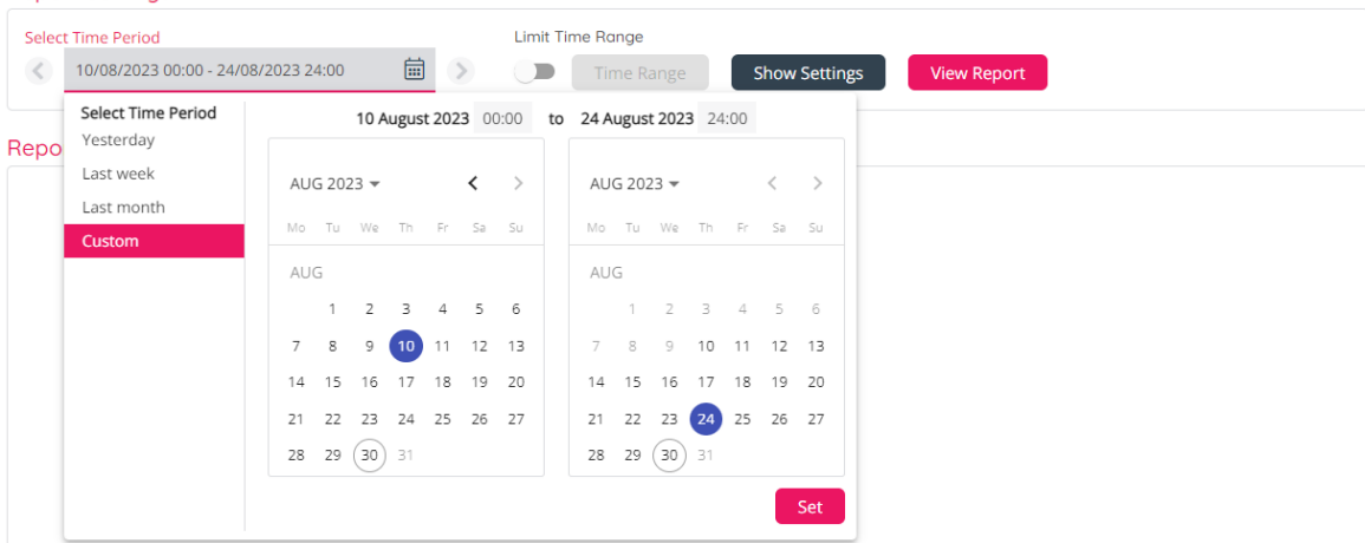 Select Time Period Limit Time Range
10/08/2023 00:00 - 24/08/2023 24:00 Time Range Show Settings View Report
Select Time Period 10 August 2023 00:00 to 24 August 2023 24:00
Yesterday
Repo
Last week
AUG 2023 AUG 2023
Last month
Mo Tu We Th Fr Sa Su Mo Tu We Th Fr Sa Su
Custom
AUG AUG
1 2 3 4 5 6 1 2 3 4 5 6
7 8 9 10 11 12 13 7 8 9 10 11 12 13
14 15 16 17 18 19 20 14 15 16 17 18 19 20
21 22 23 24 25 26 27 21 22 23 24 25 26 27
28 29 30 31 28 29 30 31
Set